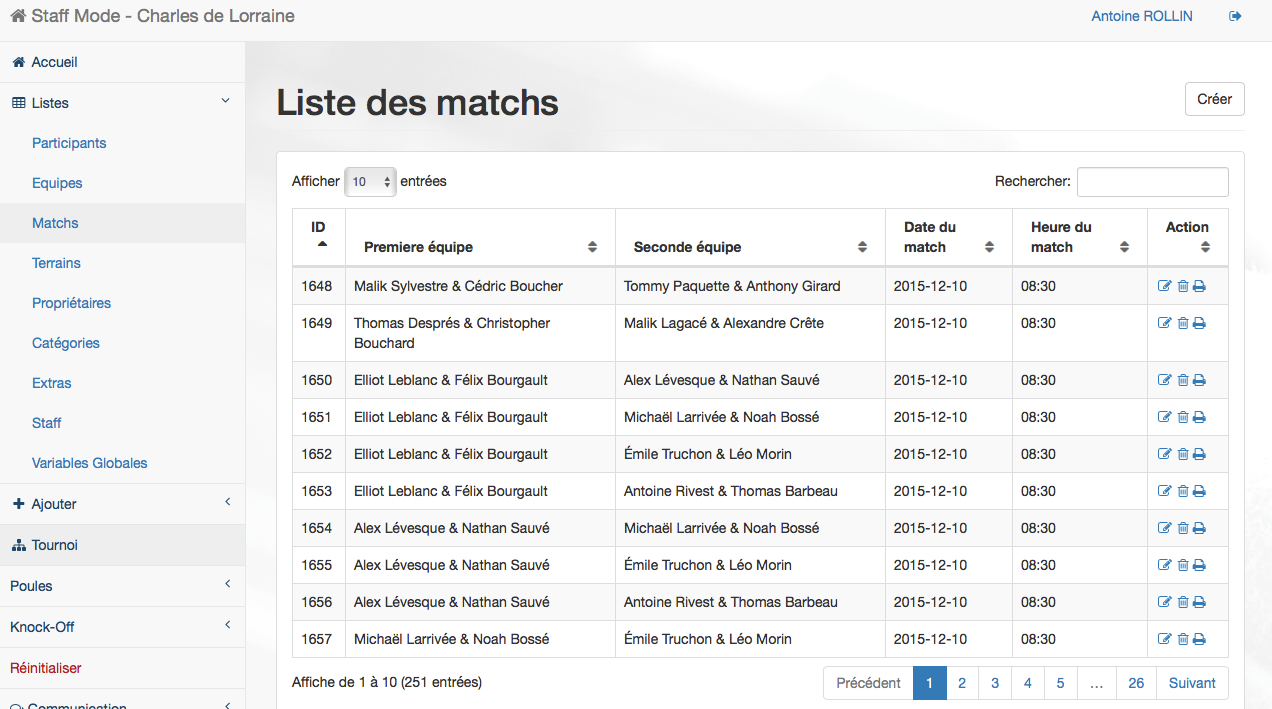 Staff Mode - Charles de Lorraine
Antoine ROLLIN
Accueil
Listes
Participants
Equipes
Matchs
Terrains
Propriétaires
Catégories
Extras
Staff
Variables Globales
Ajouter
Tournoi
Poules
Knock-Off
Réinitialiser
Communication
Liste des matchs
Créer
Afficher 10 entrées
Rechercher:
ID Premiere équipe Seconde équipe Date du match Heure du match Action
1648 Malik Sylvestre & Cédric Boucher Tommy Paquette & Anthony Girard 2015-12-10 08:30
1649 Thomas Després & Christopher Bouchard Malik Lagacé & Alexandre Crête 2015-12-10 08:30
1650 Elliot Leblanc & Félix Bourgault Alex Lévesque & Nathan Sauvé 2015-12-10 08:30
1651 Elliot Leblanc & Félix Bourgault Michaël Larrivée & Noah Bossé 2015-12-10 08:30
1652 Elliot Leblanc & Félix Bourgault Émile Truchon & Léo Morin 2015-12-10 08:30
1653 Elliot Leblanc & Félix Bourgault Antoine Rivest & Thomas Barbeau 2015-12-10 08:30
1654 Alex Lévesque & Nathan Sauvé Michaël Larrivée & Noah Bossé 2015-12-10 08:30
1655 Alex Lévesque & Nathan Sauvé Émile Truchon & Léo Morin 2015-12-10 08:30
1656 Alex Lévesque & Nathan Sauvé Antoine Rivest & Thomas Barbeau 2015-12-10 08:30
1657 Michaël Larrivée & Noah Bossé Émile Truchon & Léo Morin 2015-12-10 08:30
Affiche de 1 à 10 (251 entrées)
Précédent 1 2 3 4 5 … 26 Suivant